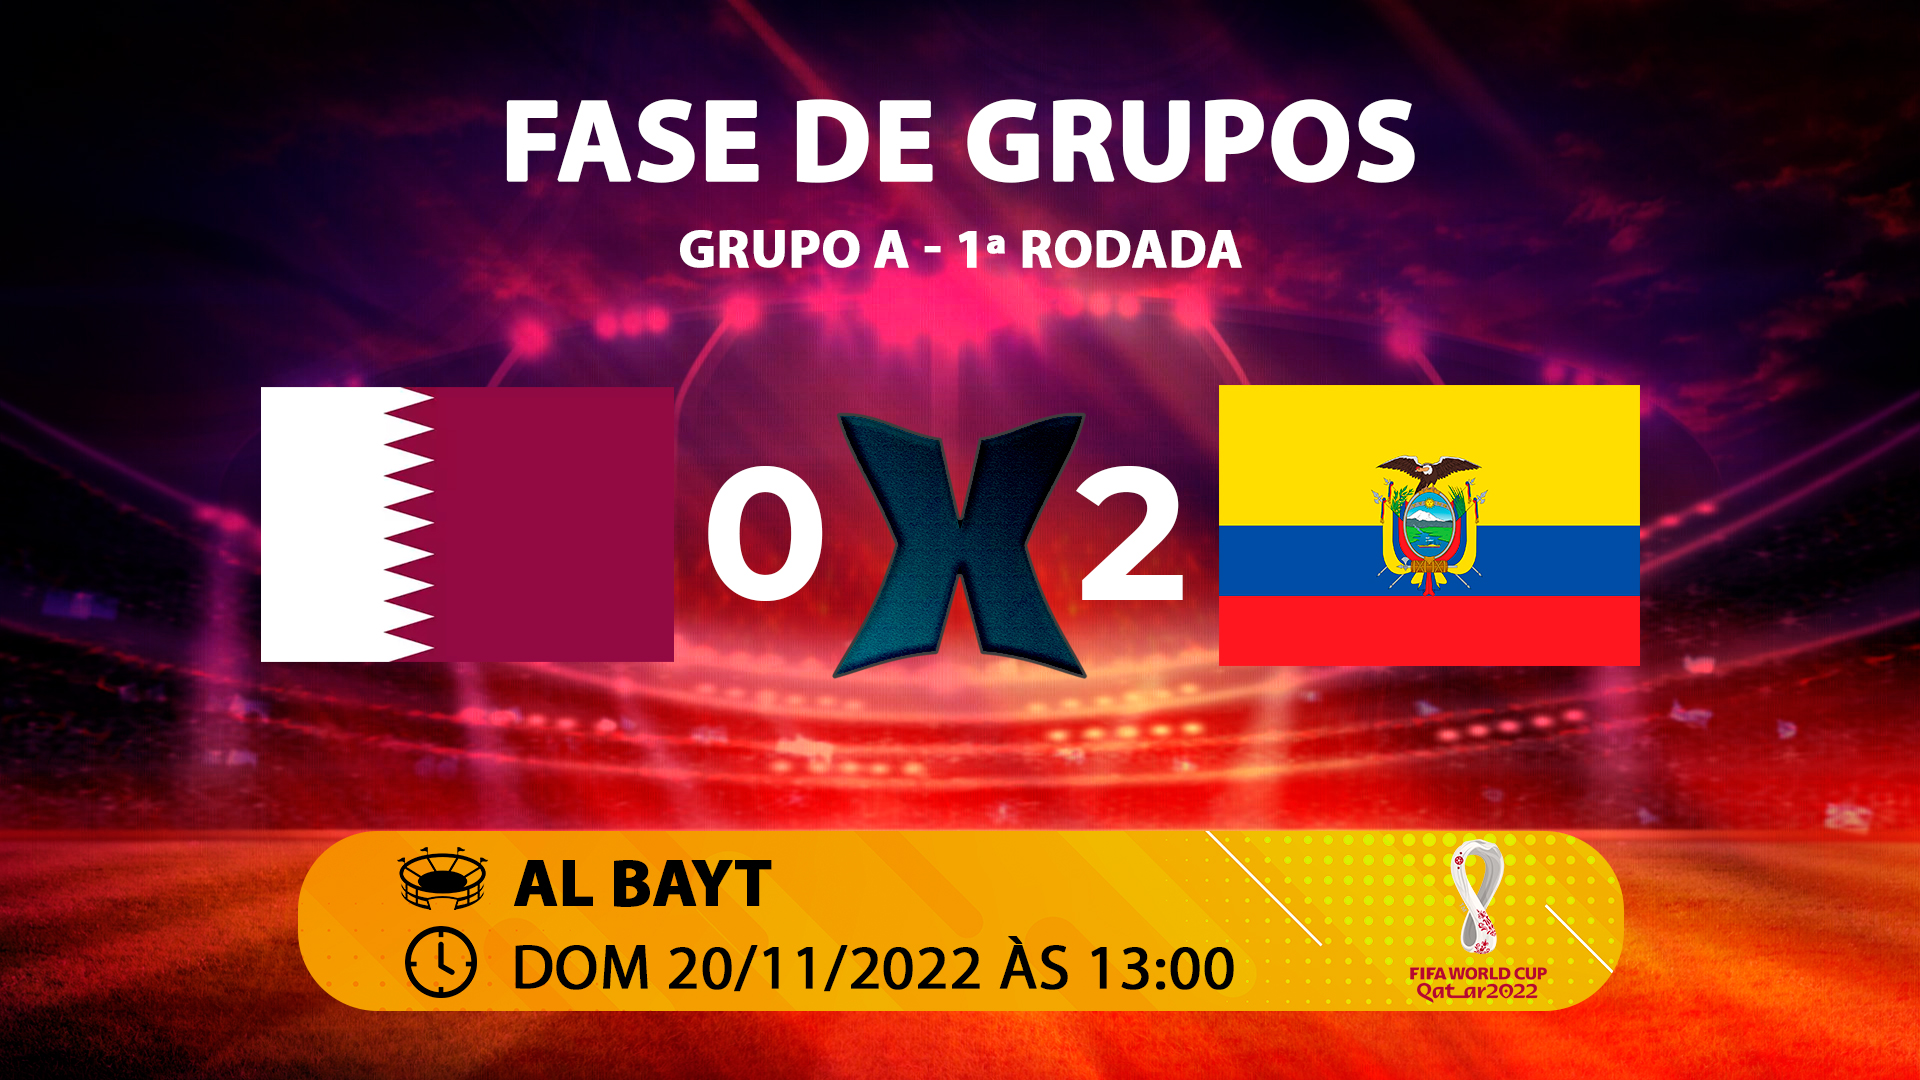 FASE DE GRUPOS
GRUPO A - 1ª RODADA
0 X 2
AL BAYT
DOM 20/11/2022 ÀS 13:00
FIFA WORLD CUP
Qatar2022